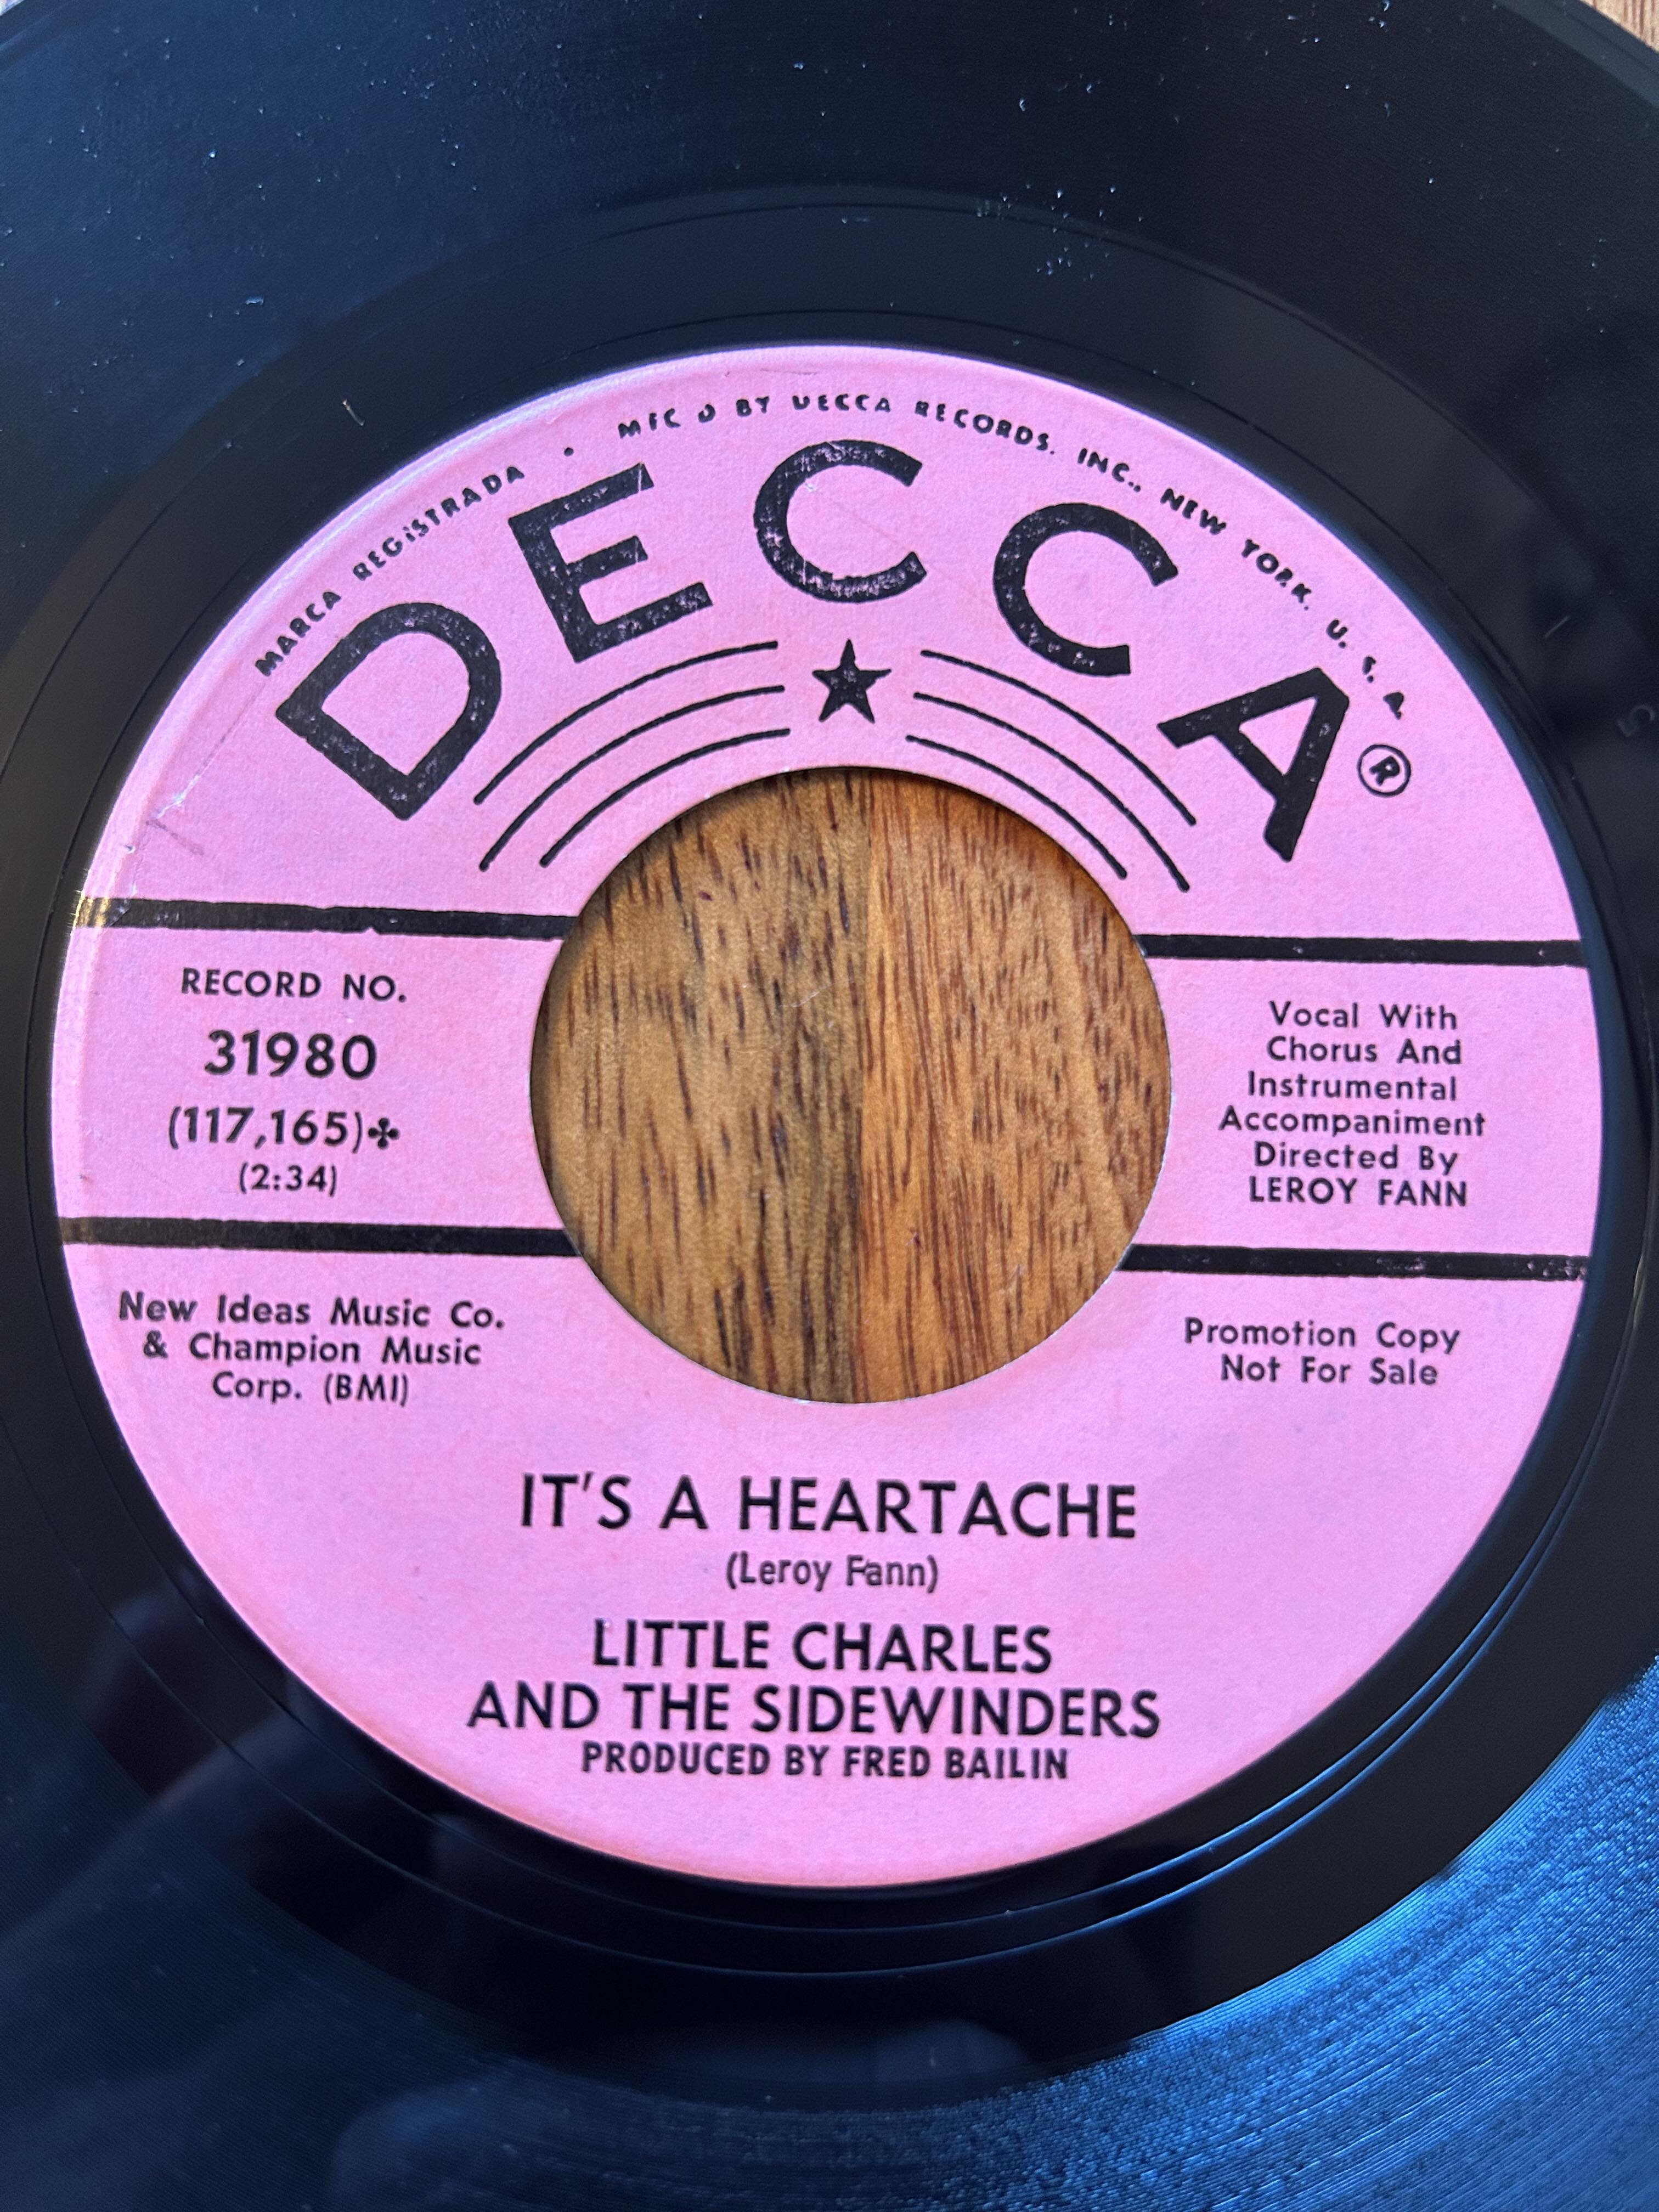 MARCA REGISTRADA • MFC'D BY DECCA RECORDS, INC., NEW YORK, U. S. A.
DECCA®
RECORD NO.
31980
(117,165)✤
(2:34)
Vocal With
Chorus And
Instrumental
Accompaniment
Directed By
LEROY FANN
New Ideas Music Co.
& Champion Music
Corp. (BMI)
Promotion Copy
Not For Sale
IT'S A HEARTACHE
(Leroy Fann)
LITTLE CHARLES
AND THE SIDEWINDERS
PRODUCED BY FRED BAILIN